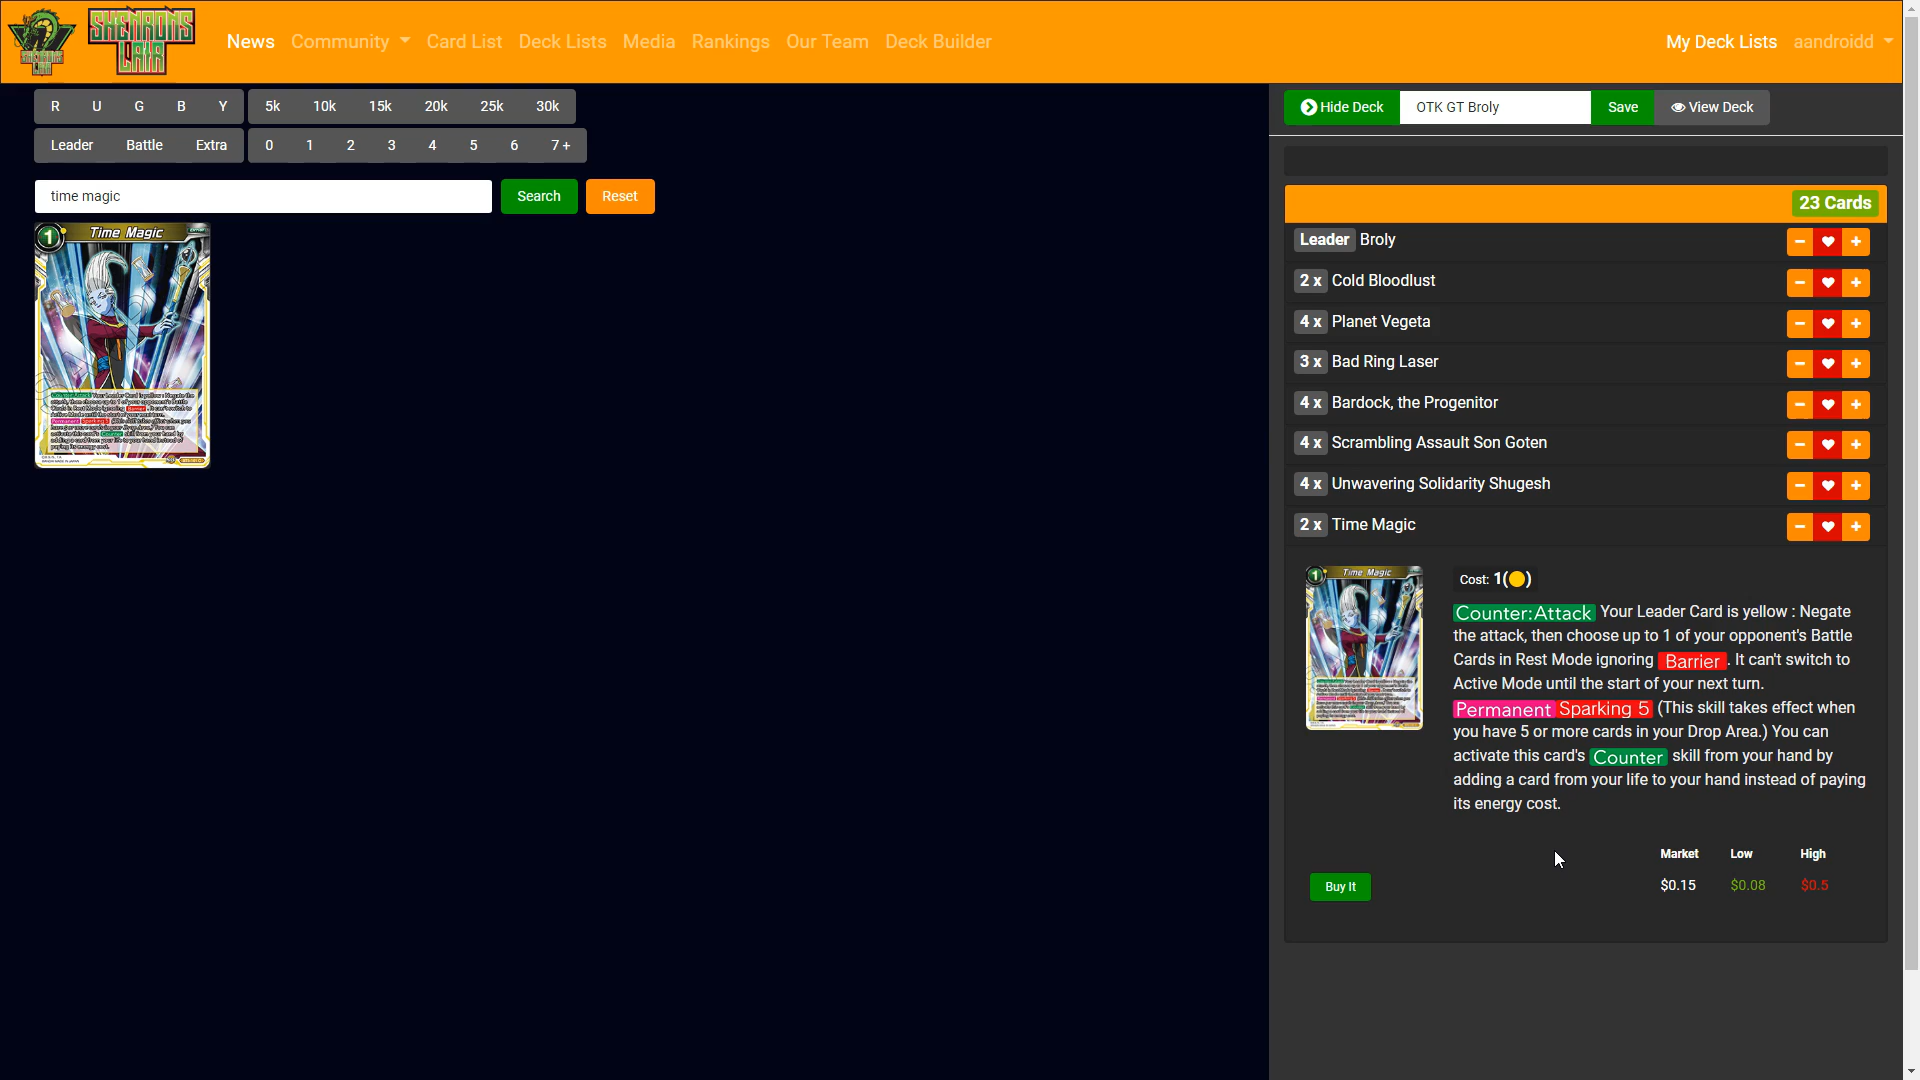 SHENRONS LAIR
News Community Card List Deck Lists Media Rankings Our Team Deck Builder My Deck Lists aandroidd
R U G B Y 5k 10k 15k 20k 25k 30k
Leader Battle Extra 0 1 2 3 4 5 6 7 +
time magic Search Reset
1 Time Magic
Hide Deck OTK GT Broly Save View Deck
23 Cards
Leader Broly
2 x Cold Bloodlust
4 x Planet Vegeta
3 x Bad Ring Laser
4 x Bardock, the Progenitor
4 x Scrambling Assault Son Goten
4 x Unwavering Solidarity Shugesh
2 x Time Magic
1 Time Magic
Cost: 1( )
Counter:Attack Your Leader Card is yellow : Negate
the attack, then choose up to 1 of your opponent's Battle
Cards in Rest Mode ignoring Barrier . It can't switch to
Active Mode until the start of your next turn.
Permanent Sparking 5 (This skill takes effect when
you have 5 or more cards in your Drop Area.) You can
activate this card's Counter skill from your hand by
adding a card from your life to your hand instead of paying
its energy cost.
Market Low High
Buy It $0.15 $0.08 $0.5